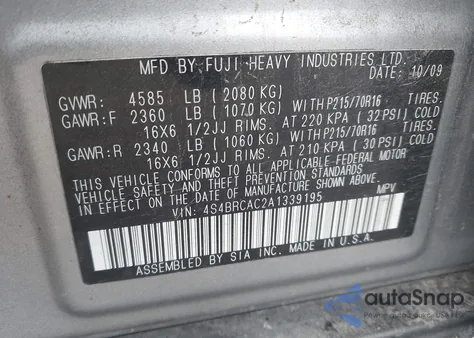 MFD BY FUJI HEAVY INDUSTRIES LTD.
DATE: 10/09
GVWR: 4585 LB (2080 KG)
GAWR:F 2360 LB (1070 KG) WITH P215/70R16 TIRES.
16X6 1/2JJ RIMS. AT 220 KPA ( 32 PSI) COLD
GAWR:R 2340 LB (1060 KG) WITH P215/70R16 TIRES.
16X6 1/2JJ RIMS. AT 210 KPA ( 30 PSI) COLD
THIS VEHICLE CONFORMS TO ALL APPLICABLE FEDERAL MOTOR
VEHICLE SAFETY AND THEFT PREVENTION STANDARDS
IN EFFECT ON THE DATE OF MANUFACTURE SHOWN ABOVE.
VIN: 4S4BRCAC2A1339195 MPV
ASSEMBLED BY SIA INC. MADE IN U.S.A.
autoSnap